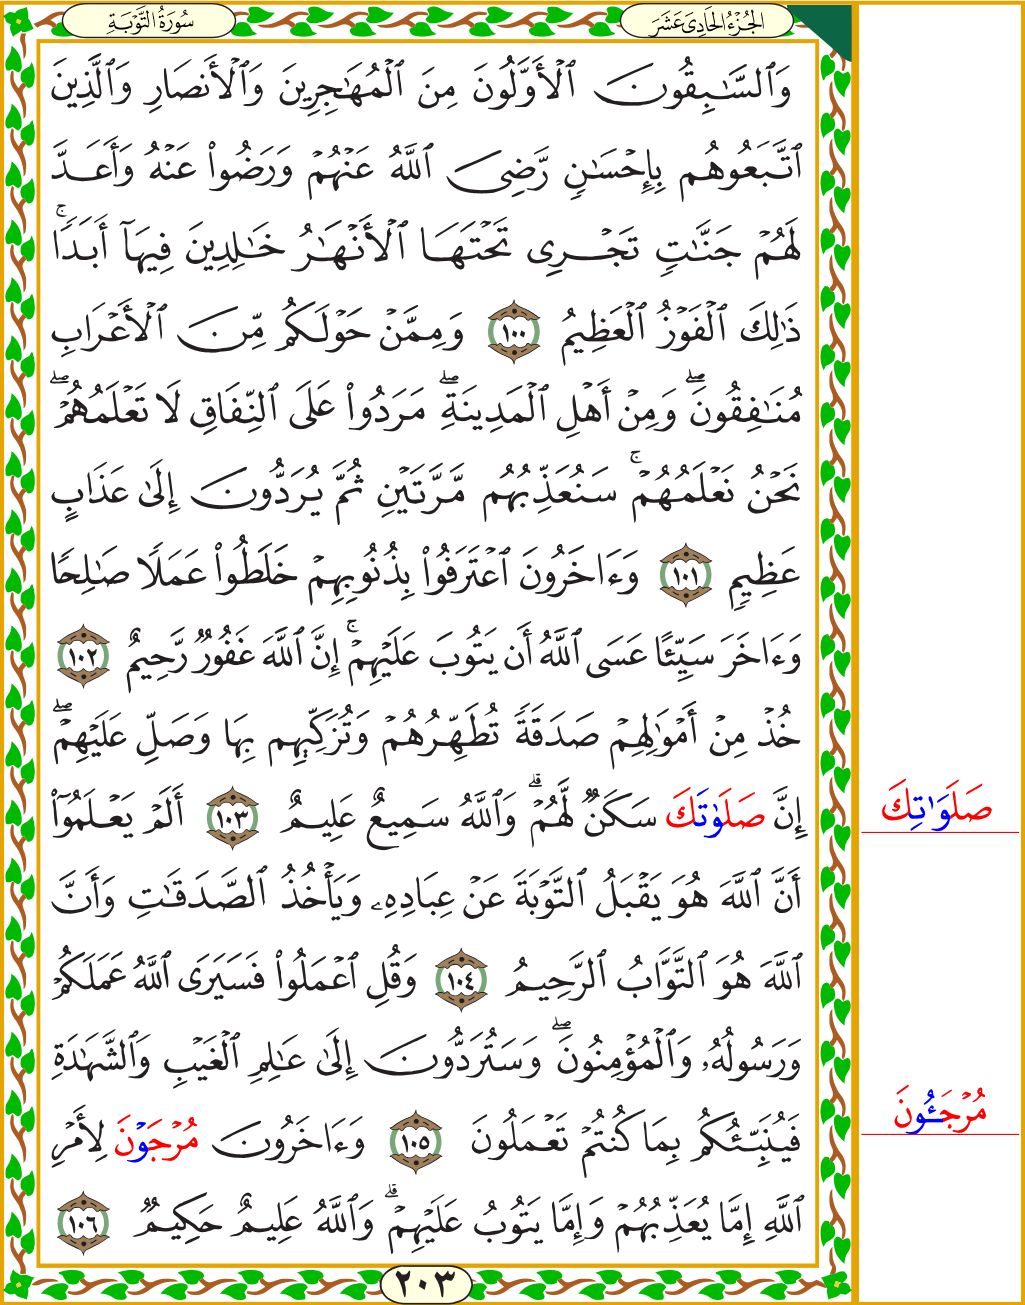 سُورَةُ التَّوْبَةِ
الجُزْءُ الحَادِيَ عَشَرَ
وَٱلسَّٰبِقُونَ ٱلْأَوَّلُونَ مِنَ ٱلْمُهَٰجِرِينَ وَٱلْأَنصَارِ وَٱلَّذِينَ
ٱتَّبَعُوهُم بِإِحْسَٰنٍ رَّضِىَ ٱللَّهُ عَنْهُمْ وَرَضُوا۟ عَنْهُ وَأَعَدَّ
لَهُمْ جَنَّٰتٍ تَجْرِى تَحْتَهَا ٱلْأَنْهَٰرُ خَٰلِدِينَ فِيهَآ أَبَدًا ۚ
ذَٰلِكَ ٱلْفَوْزُ ٱلْعَظِيمُ ١٠٠ وَمِمَّنْ حَوْلَكُم مِّنَ ٱلْأَعْرَابِ
مُنَٰفِقُونَ ۖ وَمِنْ أَهْلِ ٱلْمَدِينَةِ ۖ مَرَدُوا۟ عَلَى ٱلنِّفَاقِ لَا تَعْلَمُهُمْ ۖ
نَحْنُ نَعْلَمُهُمْ ۚ سَنُعَذِّبُهُم مَّرَّتَيْنِ ثُمَّ يُرَدُّونَ إِلَىٰ عَذَابٍ
عَظِيمٍ ١٠١ وَءَاخَرُونَ ٱعْتَرَفُوا۟ بِذُنُوبِهِمْ خَلَطُوا۟ عَمَلًا صَٰلِحًا
وَءَاخَرَ سَيِّئًا عَسَى ٱللَّهُ أَن يَتُوبَ عَلَيْهِمْ ۚ إِنَّ ٱللَّهَ غَفُورٌ رَّحِيمٌ ١٠٢
خُذْ مِنْ أَمْوَٰلِهِمْ صَدَقَةً تُطَهِّرُهُمْ وَتُزَكِّيهِم بِهَا وَصَلِّ عَلَيْهِمْ ۖ
إِنَّ صَلَوٰتَكَ سَكَنٌ لَّهُمْ ۗ وَٱللَّهُ سَمِيعٌ عَلِيمٌ ١٠٣ أَلَمْ يَعْلَمُوٓا۟
صَلَوَٰتِكَ
أَنَّ ٱللَّهَ هُوَ يَقْبَلُ ٱلتَّوْبَةَ عَنْ عِبَادِهِۦ وَيَأْخُذُ ٱلصَّدَقَٰتِ وَأَنَّ
ٱللَّهَ هُوَ ٱلتَّوَّابُ ٱلرَّحِيمُ ١٠٤ وَقُلِ ٱعْمَلُوا۟ فَسَيَرَى ٱللَّهُ عَمَلَكُمْ
وَرَسُولُهُۥ وَٱلْمُؤْمِنُونَ ۖ وَسَتُرَدُّونَ إِلَىٰ عَٰلِمِ ٱلْغَيْبِ وَٱلشَّهَٰدَةِ
فَيُنَبِّئُكُم بِمَا كُنتُمْ تَعْمَلُونَ ١٠٥ وَءَاخَرُونَ مُرْجَوْنَ لِأَمْرِ
مُرْجَـُٔونَ
ٱللَّهِ إِمَّا يُعَذِّبُهُمْ وَإِمَّا يَتُوبُ عَلَيْهِمْ ۗ وَٱللَّهُ عَلِيمٌ حَكِيمٌ ١٠٦
٢٠٣